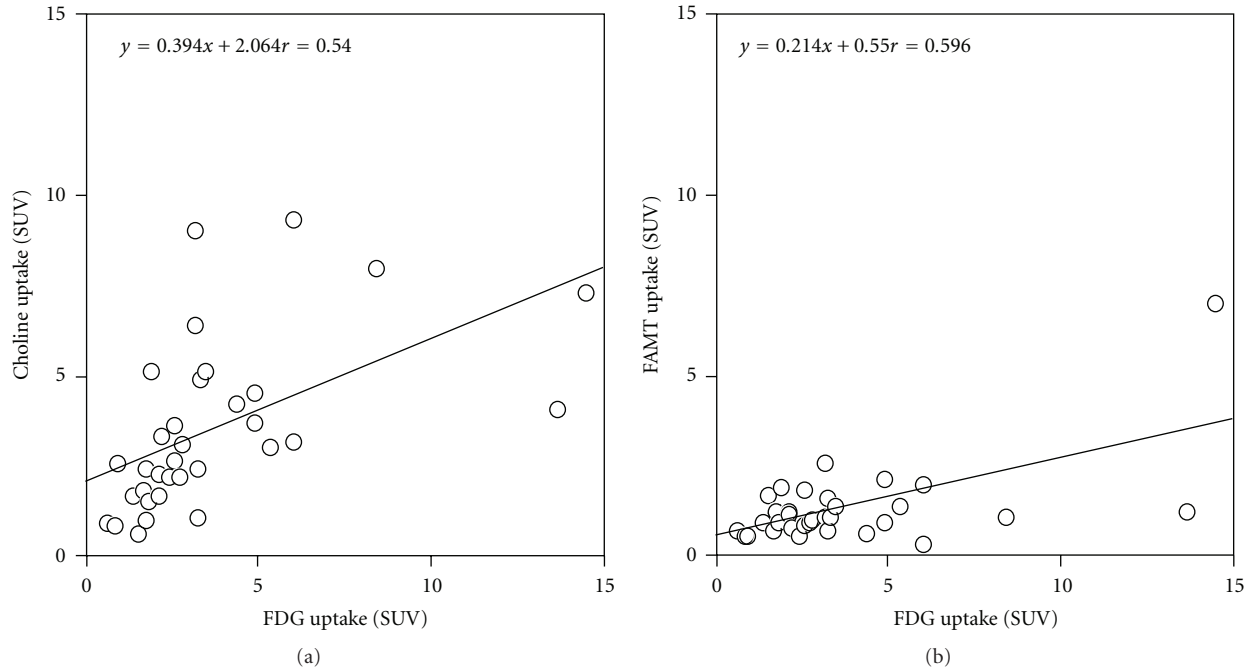 15
y = 0.394x + 2.064r = 0.54
10
Choline uptake (SUV)
5
0
0 5 10 15
FDG uptake (SUV)
(a)
15
y = 0.214x + 0.55r = 0.596
10
FAMT uptake (SUV)
5
0
0 5 10 15
FDG uptake (SUV)
(b)